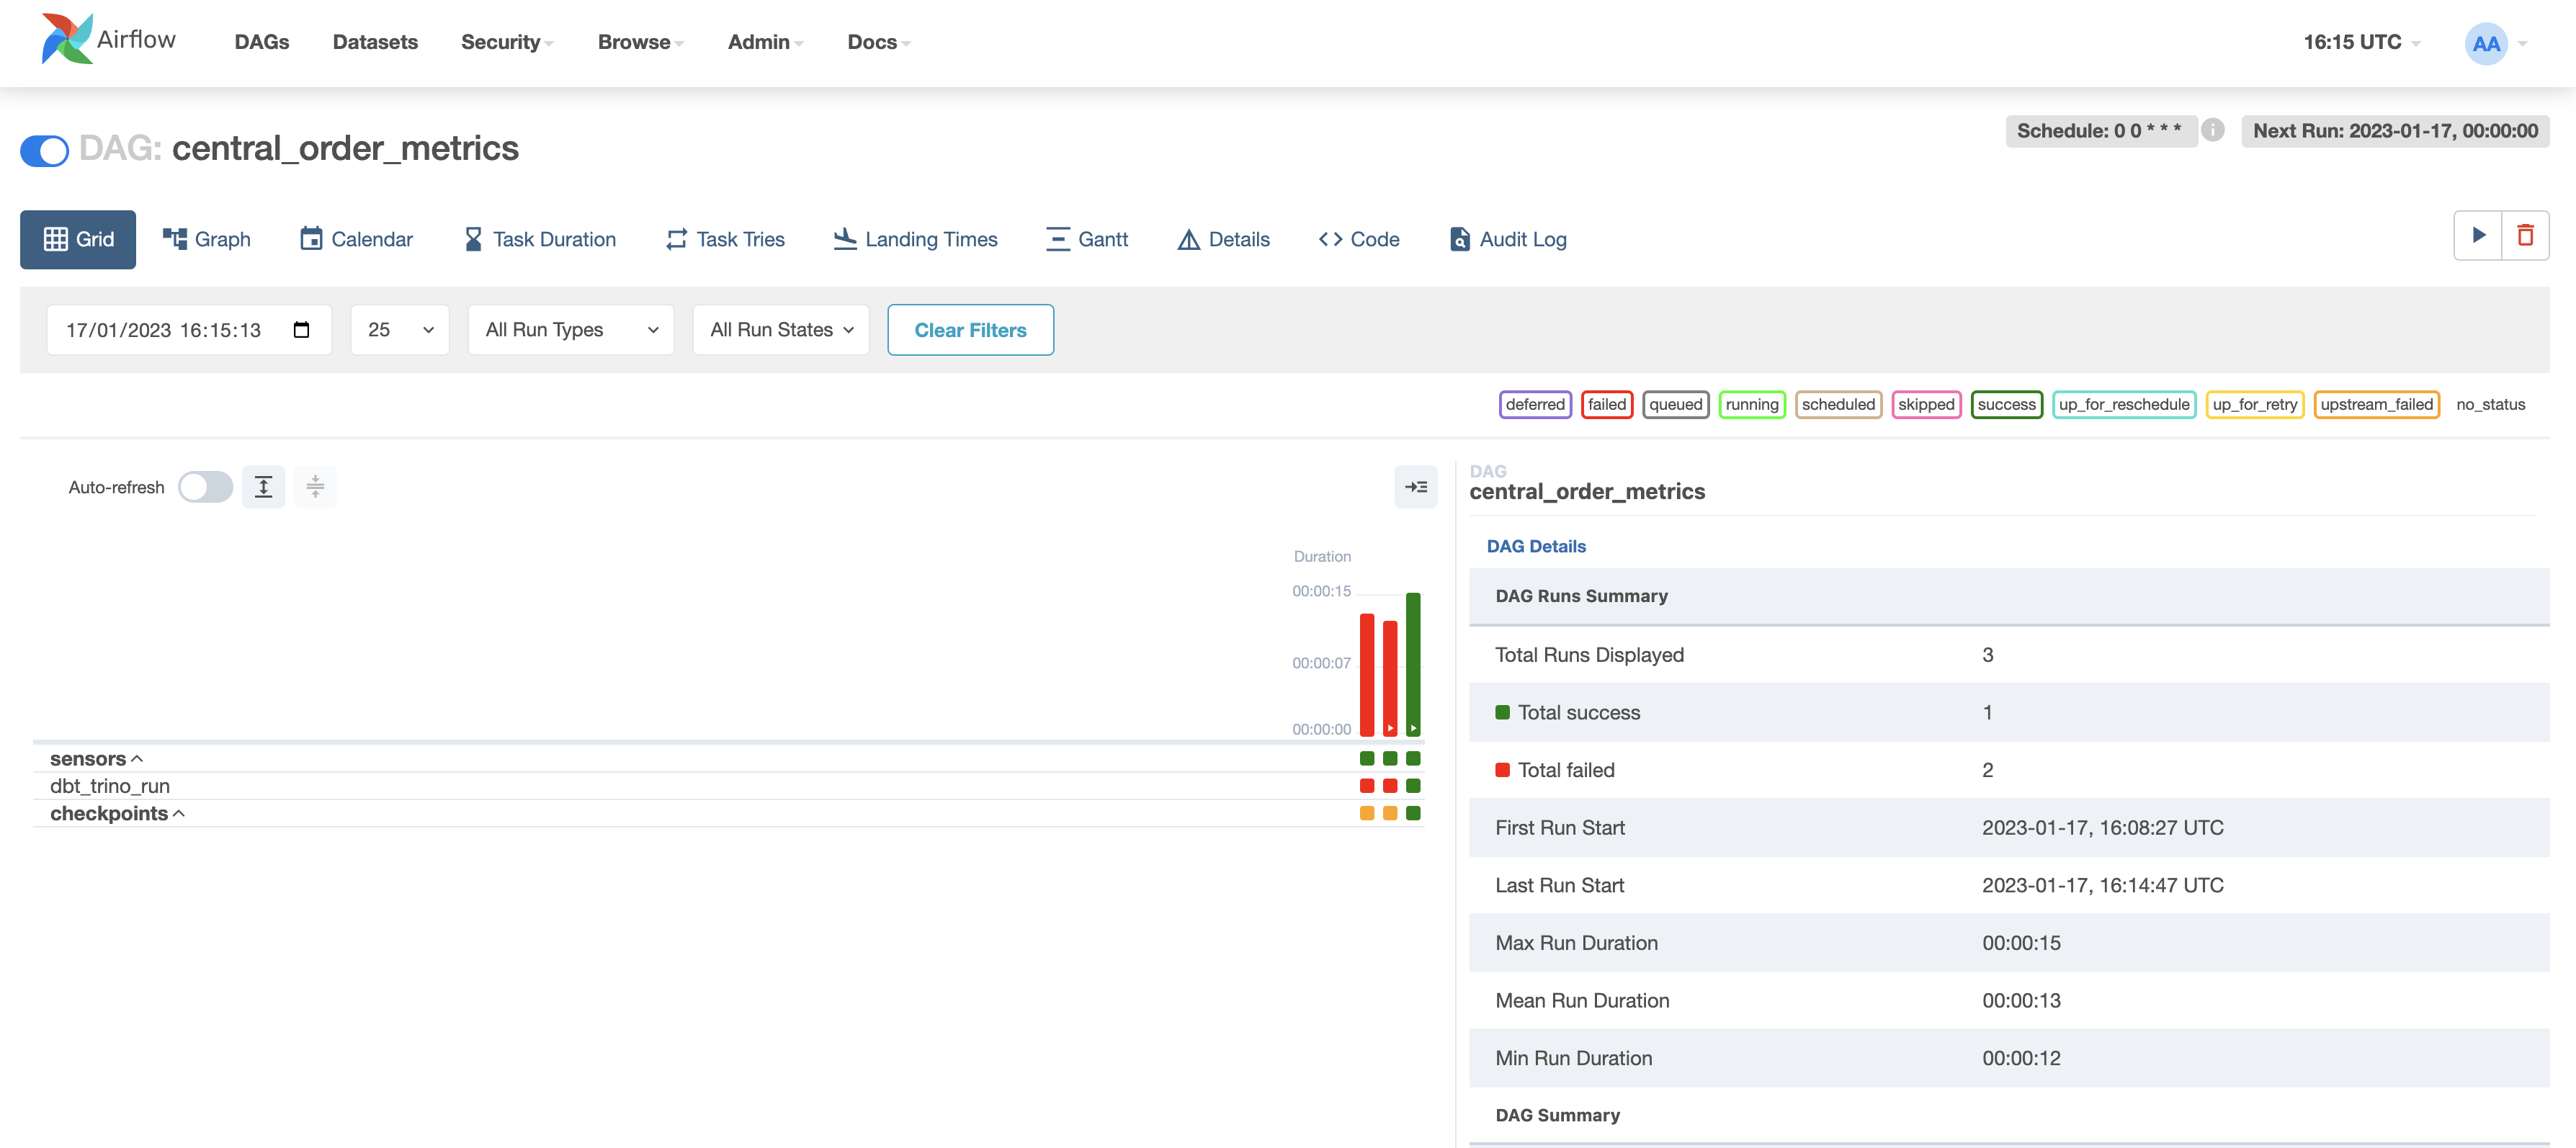 Airflow
DAGs Datasets Security Browse Admin Docs 16:15 UTC AA
Schedule: 0 0 * * * i Next Run: 2023-01-17, 00:00:00
DAG: central_order_metrics
Grid Graph Calendar Task Duration Task Tries Landing Times Gantt Details Code Audit Log
17/01/2023 16:15:13 25 All Run Types All Run States Clear Filters
deferred failed queued running scheduled skipped success up_for_reschedule up_for_retry upstream_failed no_status
Auto-refresh
Duration
00:00:15
00:00:07
00:00:00
sensors
dbt_trino_run
checkpoints
DAG
central_order_metrics
DAG Details
DAG Runs Summary
Total Runs Displayed 3
Total success 1
Total failed 2
First Run Start 2023-01-17, 16:08:27 UTC
Last Run Start 2023-01-17, 16:14:47 UTC
Max Run Duration 00:00:15
Mean Run Duration 00:00:13
Min Run Duration 00:00:12
DAG Summary